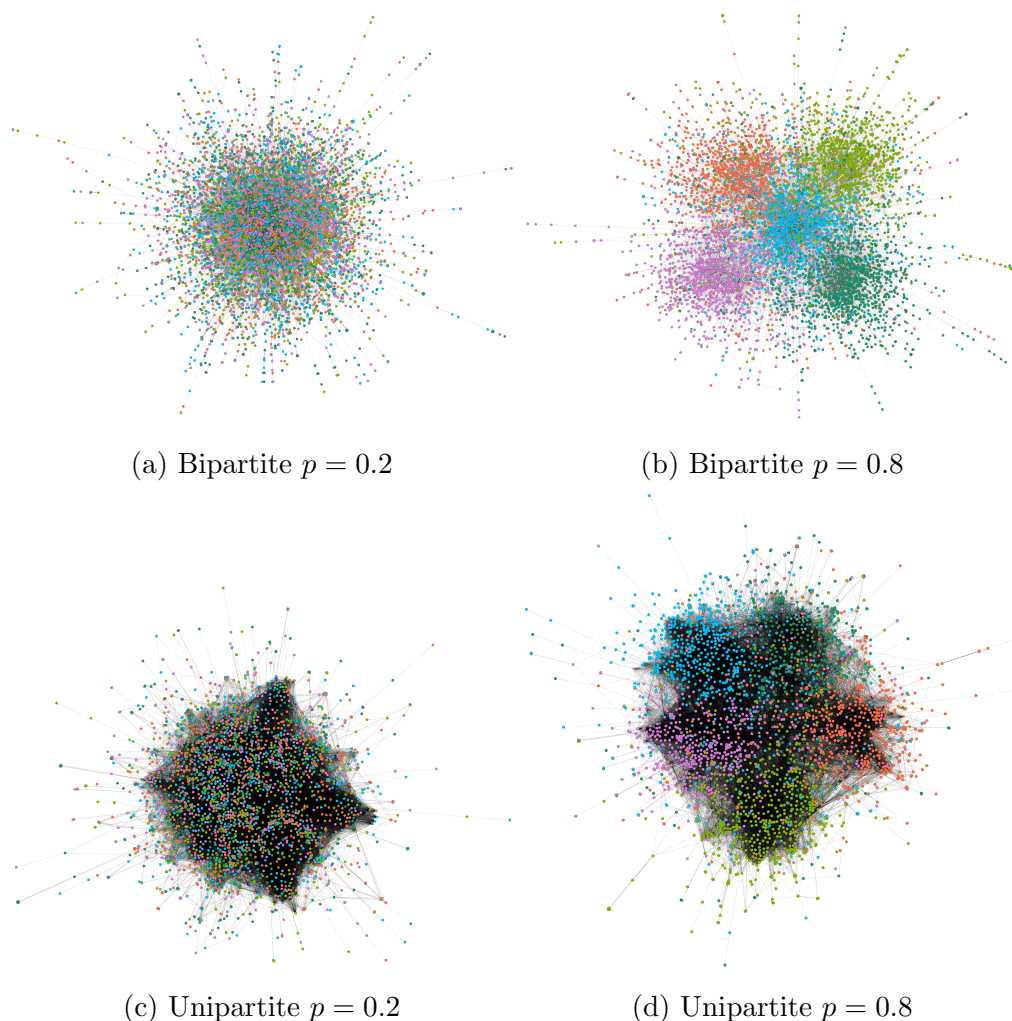 (a) Bipartite p = 0.2
(b) Bipartite p = 0.8
(c) Unipartite p = 0.2
(d) Unipartite p = 0.8